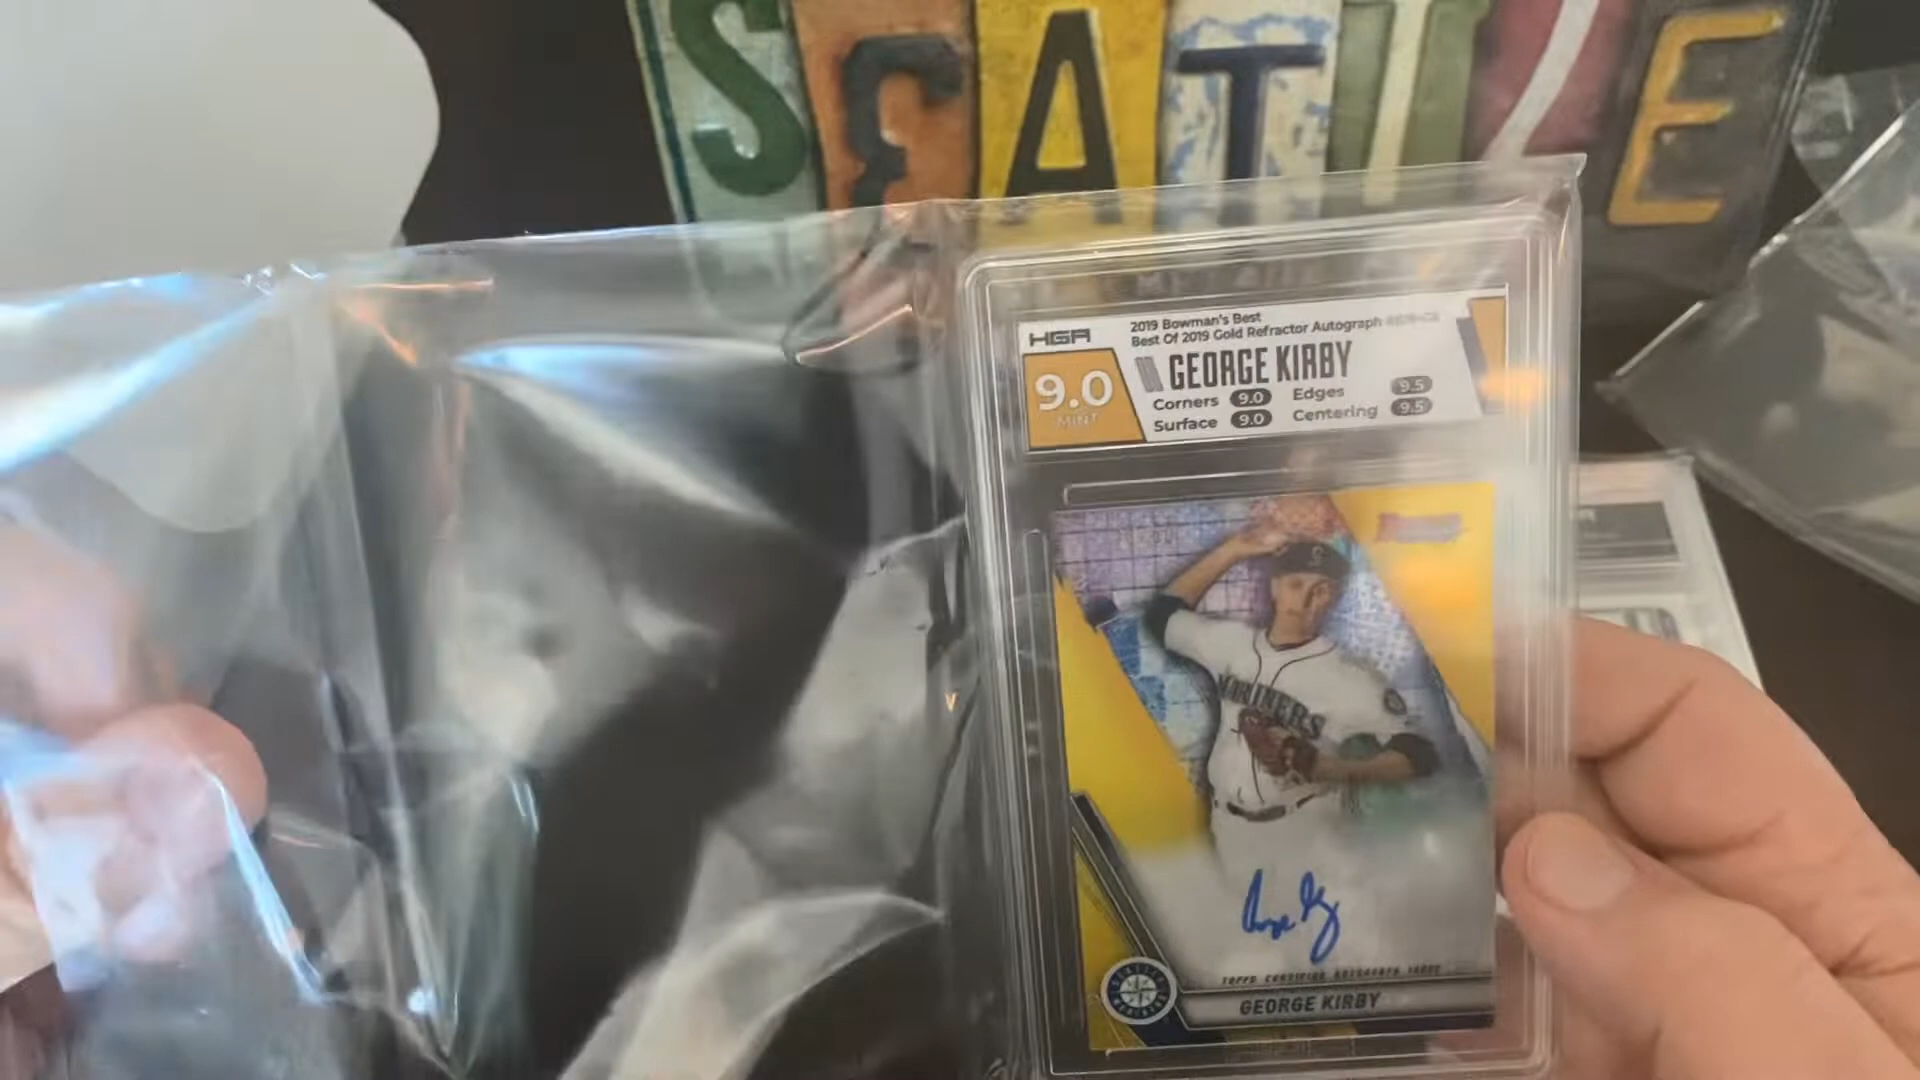 SEATTLE
HGA
2019 Bowman's Best
Best Of 2019 Gold Refractor Autograph
9.0
MINT
GEORGE KIRBY
Corners 9.0 Edges 9.5
Surface 9.0 Centering 9.5
MARINERS
TOPPS CERTIFIED AUTOGRAPH ISSUE
GEORGE KIRBY